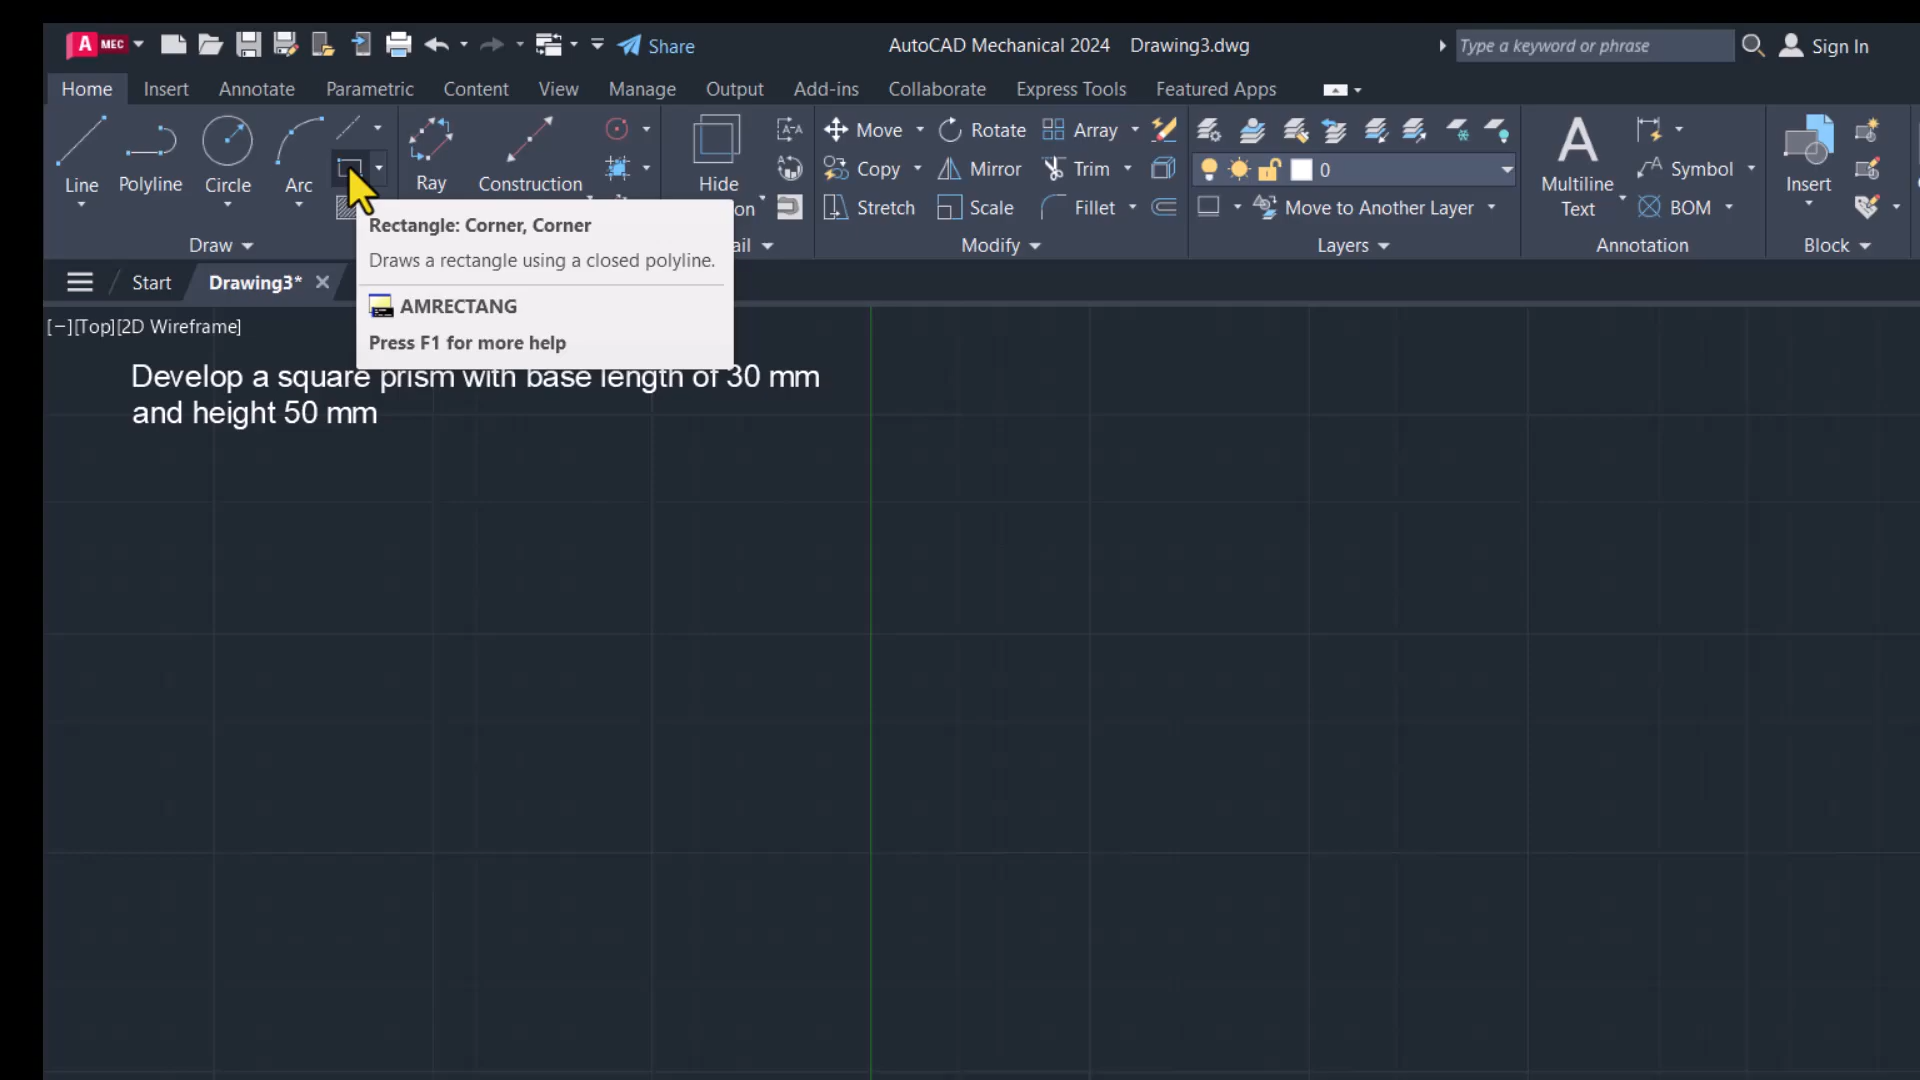 A MEC Share AutoCAD Mechanical 2024 Drawing3.dwg Type a keyword or phrase Sign In
Home Insert Annotate Parametric Content View Manage Output Add-ins Collaborate Express Tools Featured Apps
Move Rotate Array
0
Copy Mirror Trim
Line Polyline Circle Arc Ray Construction Hide Multiline Text Symbol Insert
Stretch Scale Fillet Move to Another Layer BOM
Draw Modify Layers Annotation Block
Rectangle: Corner, Corner
Draws a rectangle using a closed polyline.
AMRECTANG
Press F1 for more help
Start Drawing3*
[−][Top][2D Wireframe]
Develop a square prism with base length of 30 mm
and height 50 mm